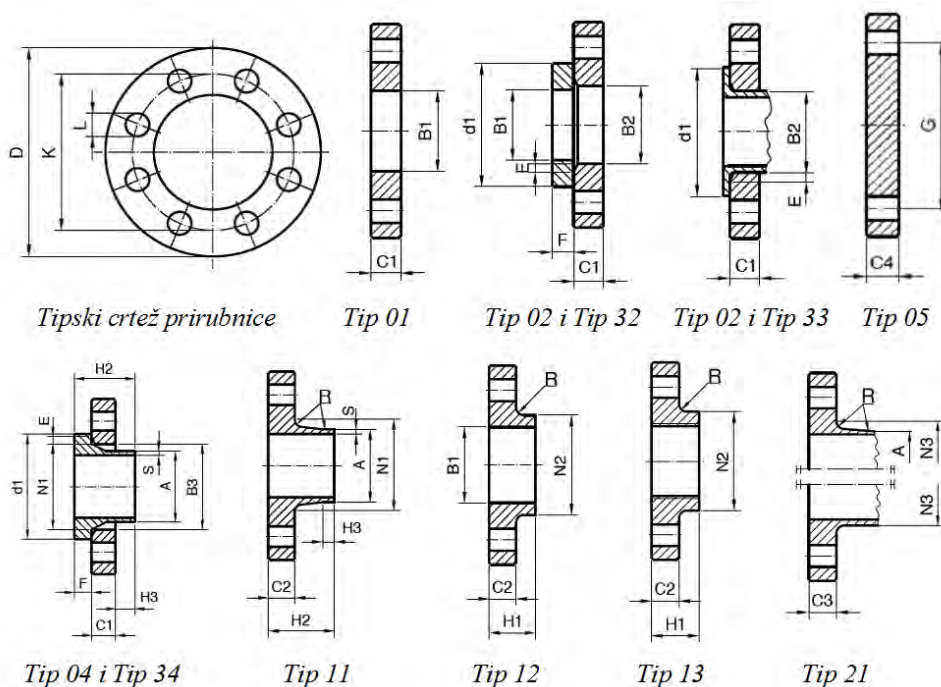 D
K
L
B1
C1
d1
B1
E
B2
F
C1
d1
B2
E
C1
G
C4
Tipski crtež prirubnice
Tip 01
Tip 02 i Tip 32
Tip 02 i Tip 33
Tip 05
H2
E
d1
N1
S
A
B3
F
H3
C1
R
S
A
N1
H3
C2
H2
R
B1
N2
C2
H1
R
N2
C2
H1
R
A
N3
H
H
H
H
N3
C3
Tip 04 i Tip 34
Tip 11
Tip 12
Tip 13
Tip 21